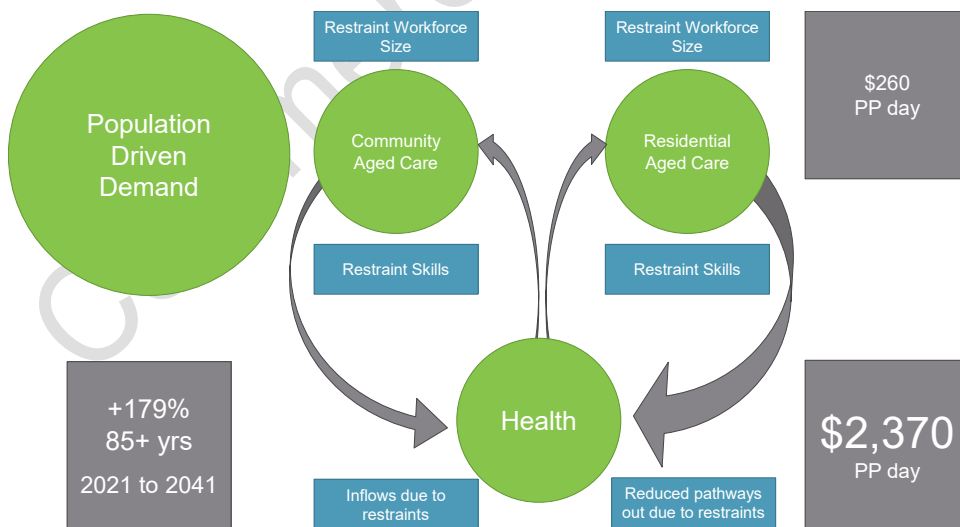 Restraint Workforce
Size
Restraint Workforce
Size
$260
PP day
Population
Driven
Demand
Community
Aged Care
Residential
Aged Care
Restraint Skills
Restraint Skills
+179%
85+ yrs
2021 to 2041
Health
$2,370
PP day
Inflows due to
restraints
Reduced pathways
out due to restraints